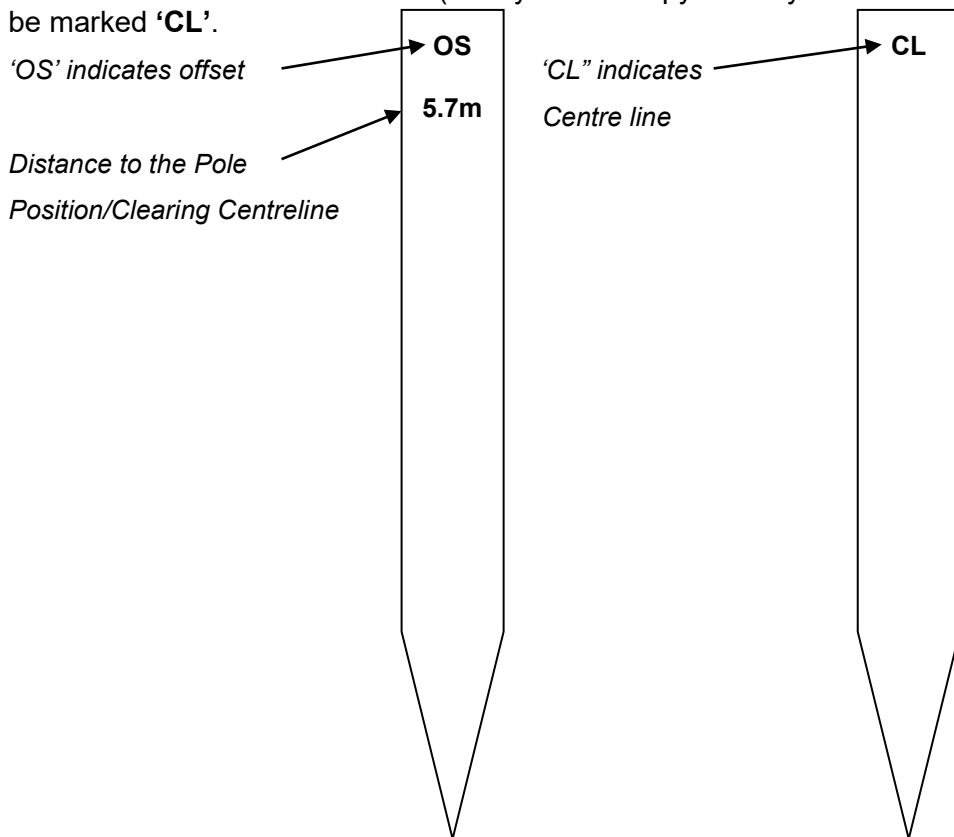 be marked ‘CL’.
‘OS’ indicates offset
OS
5.7m
Distance to the Pole
Position/Clearing Centreline
‘CL” indicates
Centre line
CL